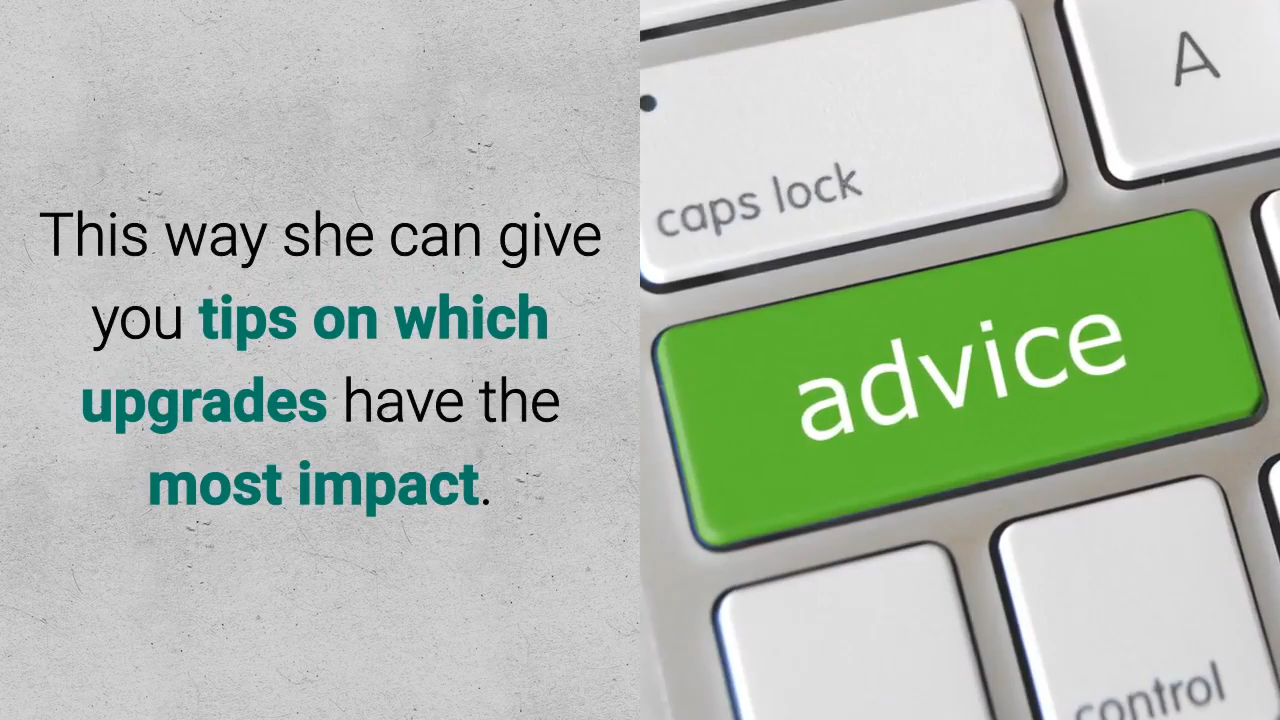 This way she can give
you tips on which
upgrades have the
most impact.
caps lock
A
advice
control